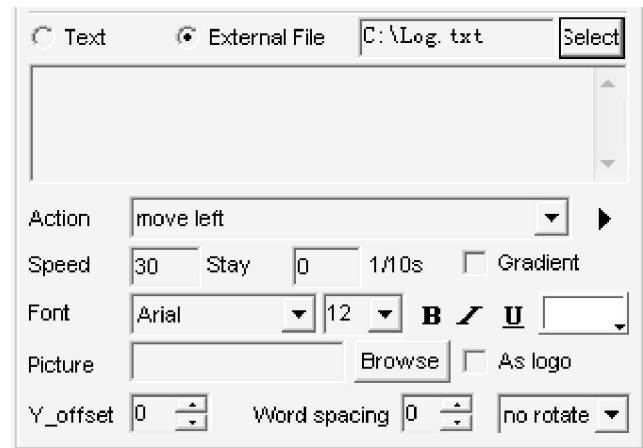 Text External File C:\Log.txt Select
Action move left
Speed 30 Stay 0 1/10s Gradient
Font Arial 12 B I U
Picture Browse As logo
Y_offset 0 Word spacing 0 no rotate